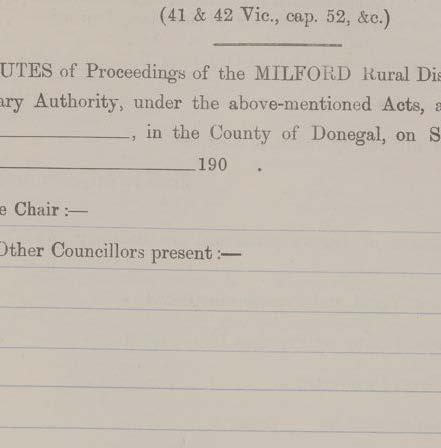 (41 & 42 Vic., cap. 52, &c.)
UTES of Proceedings of the MILFORD Rural Dis
ary Authority, under the above-mentioned Acts, a
, in the County of Donegal, on S
190 .
e Chair :—
Other Councillors present :—